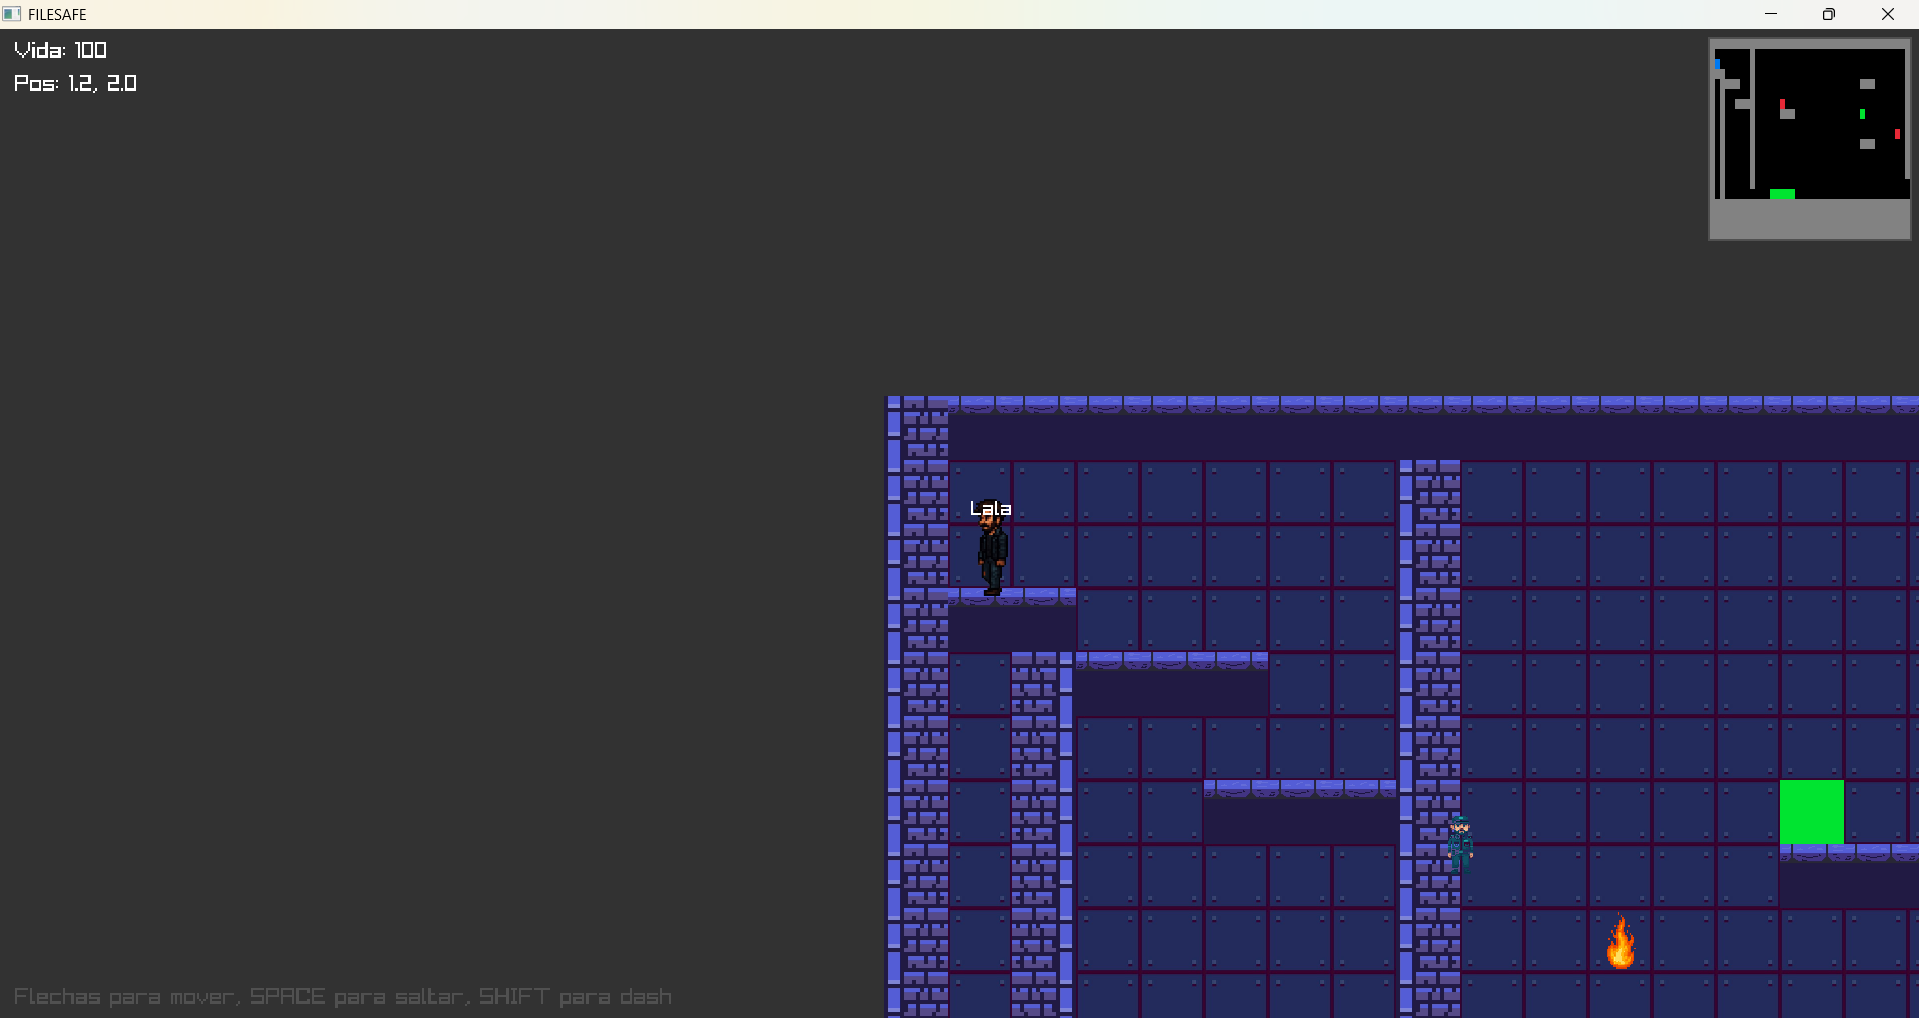 FILESAFE
Vida: 100
Pos: 1.2, 2.0
Lala
Flechas para mover, SPACE para saltar, SHIFT para dash